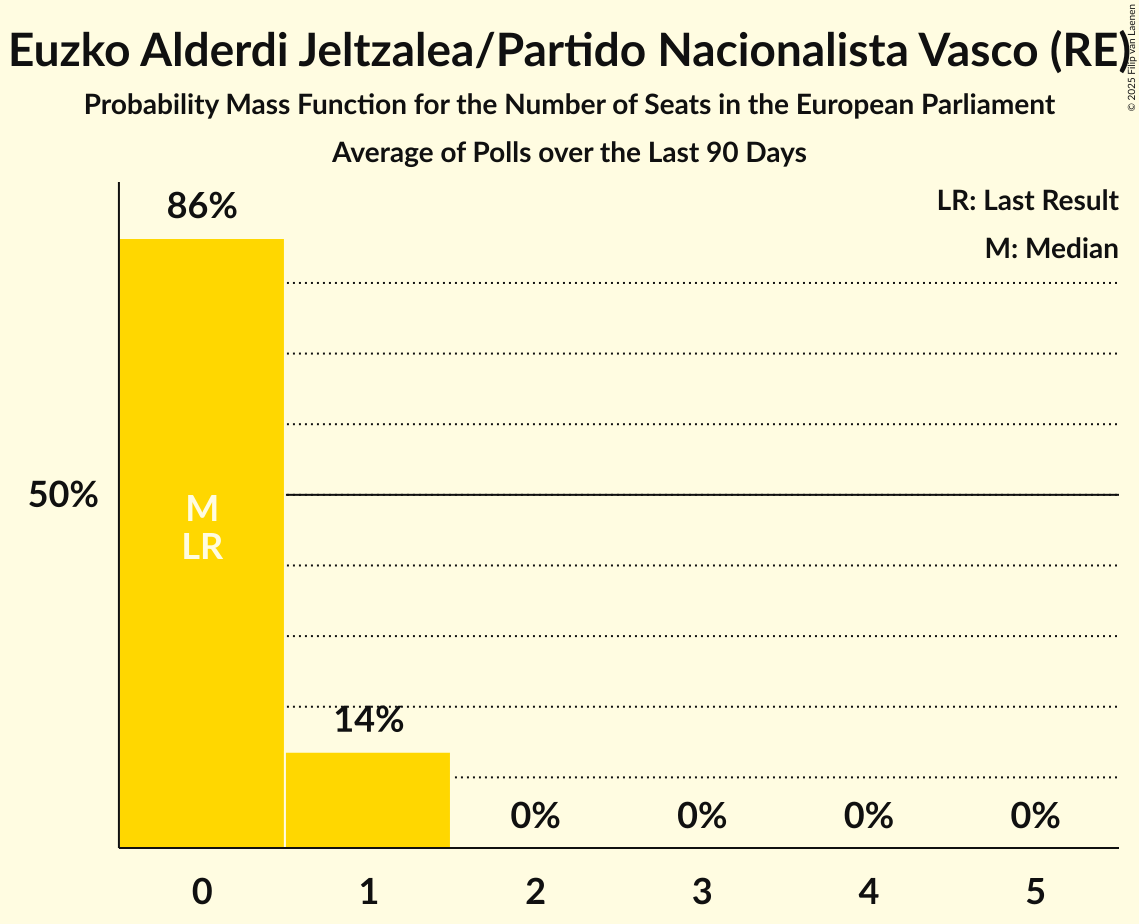 Euzko Alderdi Jeltzalea/Partido Nacionalista Vasco (RE)
© 2025 Filip van Laenen
Probability Mass Function for the Number of Seats in the European Parliament
Average of Polls over the Last 90 Days
LR: Last Result
M: Median
86%
50%
M
LR
14%
0% 0% 0% 0%
0 1 2 3 4 5